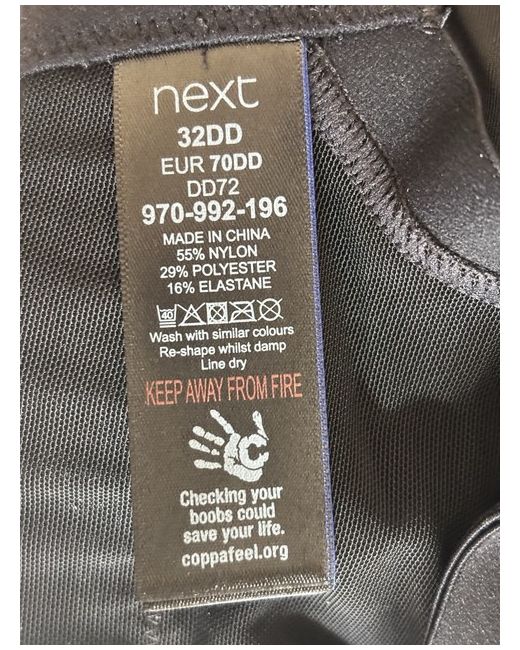 next
32DD
EUR 70DD
DD72
970-992-196
MADE IN CHINA
55% NYLON
29% POLYESTER
16% ELASTANE
40
Wash with similar colours
Re-shape whilst damp
Line dry
KEEP AWAY FROM FIRE
C
Checking your
boobs could
save your life.
coppafeel.org